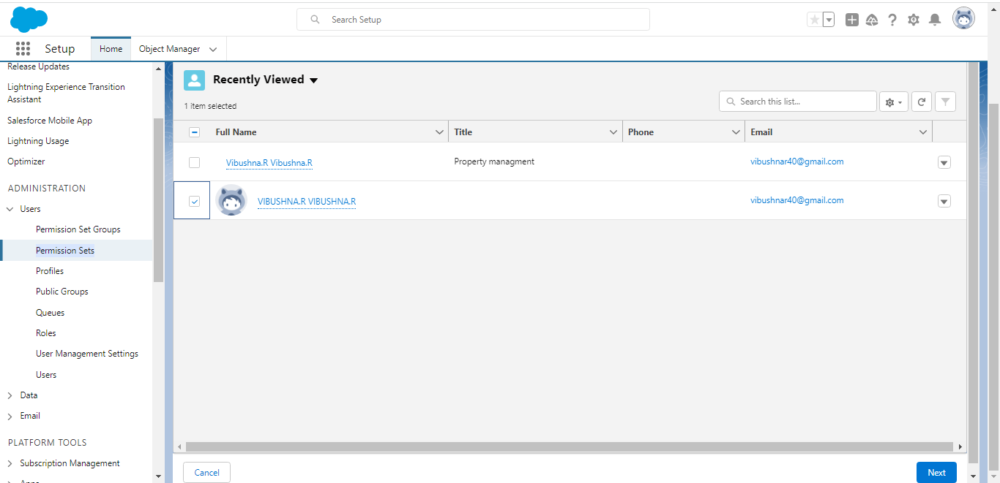 Search Setup
Setup
Home
Object Manager
Release Updates
Lightning Experience Transition
Assistant
Salesforce Mobile App
Lightning Usage
Optimizer
ADMINISTRATION
Users
Permission Set Groups
Permission Sets
Profiles
Public Groups
Queues
Roles
User Management Settings
Users
Data
Email
PLATFORM TOOLS
Subscription Management
Apps
Recently Viewed
1 item selected
Search this list...
Full Name Title Phone Email
Vibushna.R Vibushna.R Property managment vibushnar40@gmail.com
VIBUSHNA.R VIBUSHNA.R vibushnar40@gmail.com
Cancel
Next